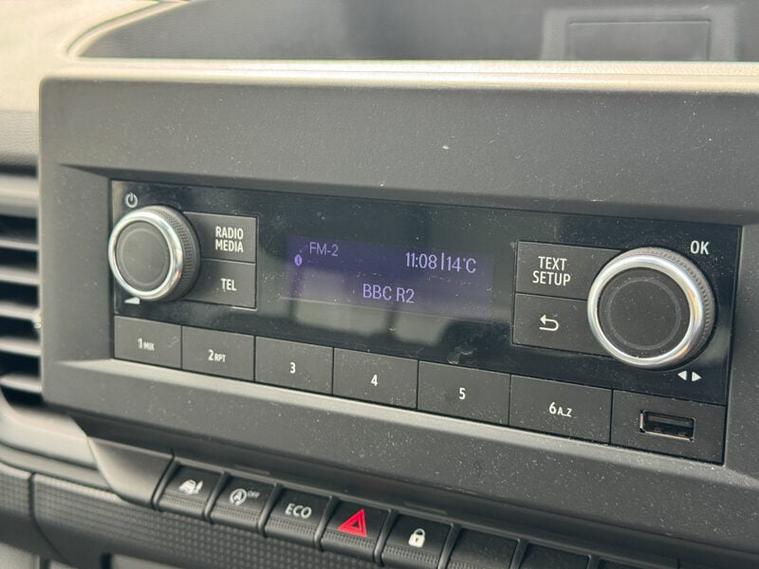 RADIO
MEDIA
TEL
FM-2
11:08|14°C
BBC R2
TEXT
SETUP
OK
1 MIX
2 RPT
3
4
5
6 A..Z
OFF
ECO